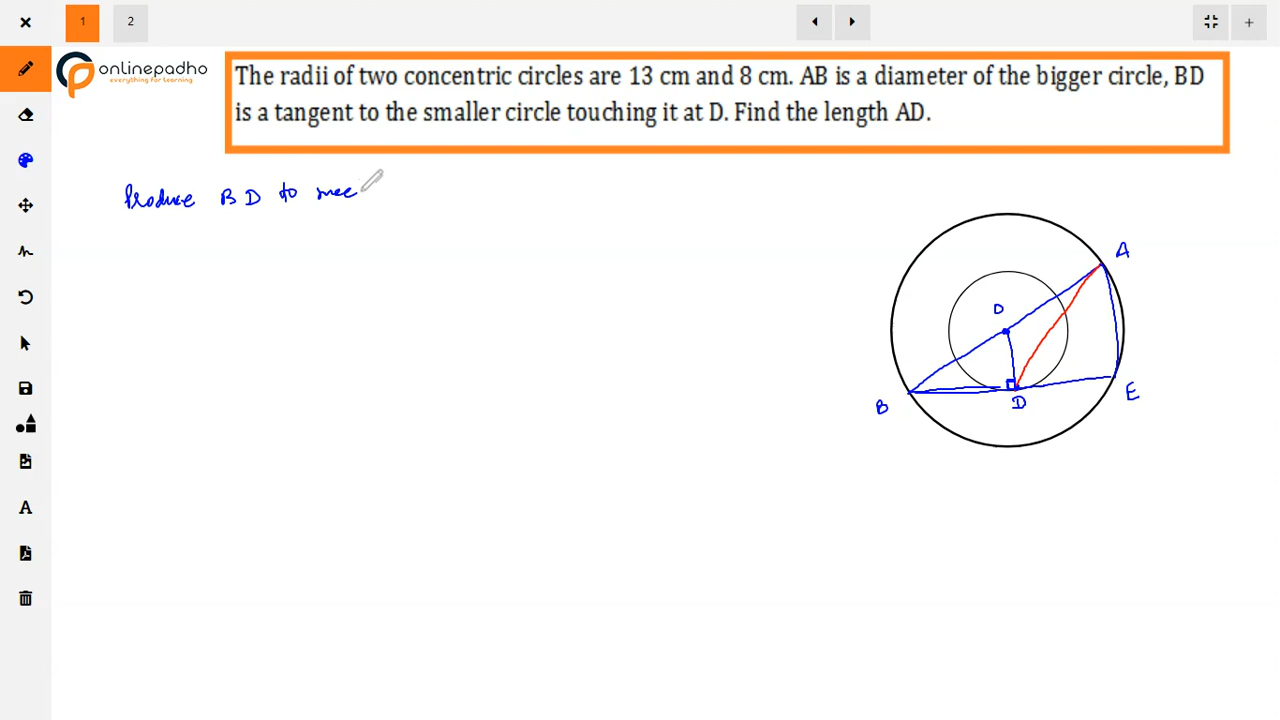 1
2
onlinepadho
everything for learning
The radii of two concentric circles are 13 cm and 8 cm. AB is a diameter of the bigger circle, BD
is a tangent to the smaller circle touching it at D. Find the length AD.
Produce BD to mee
A
O
B
D
E
A